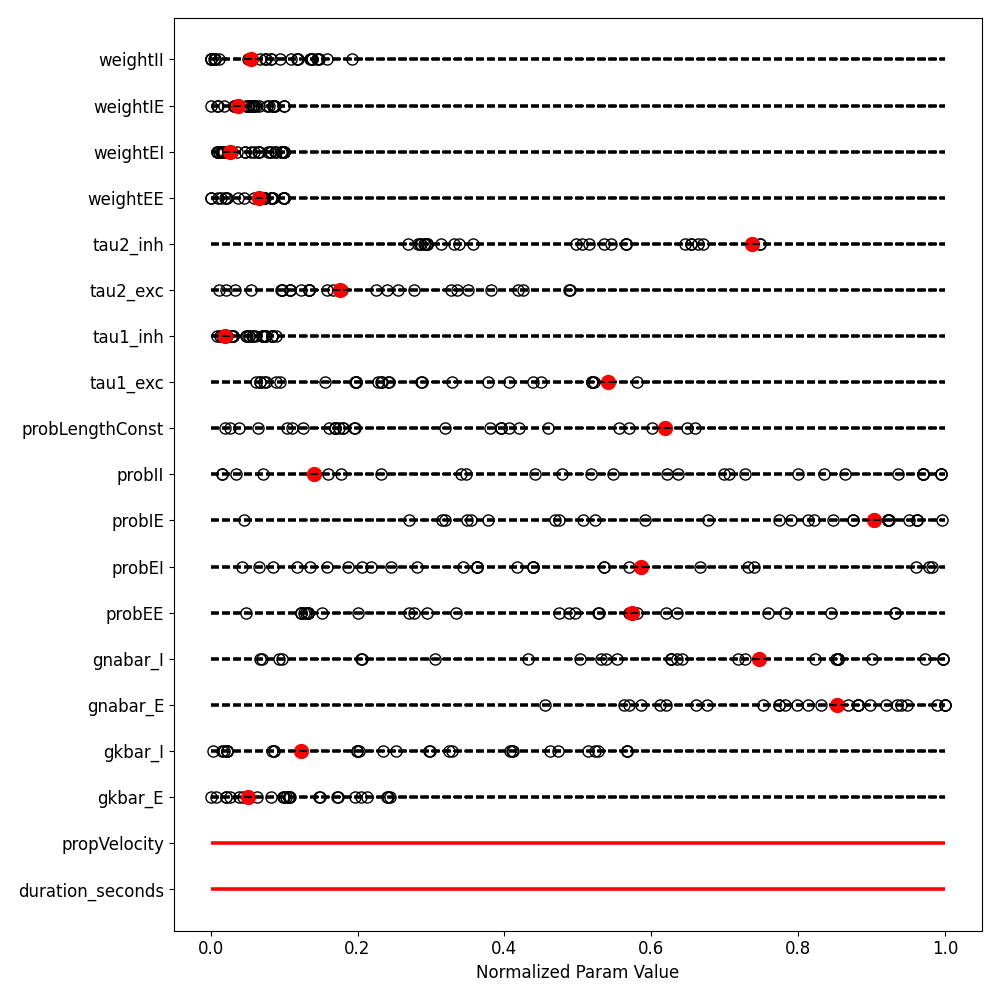 weightII
weightIE
weightEI
weightEE
tau2_inh
tau2_exc
tau1_inh
tau1_exc
probLengthConst
probII
probIE
probEI
probEE
gnabar_I
gnabar_E
gkbar_I
gkbar_E
propVelocity
duration_seconds
0.0 0.2 0.4 0.6 0.8 1.0
Normalized Param Value